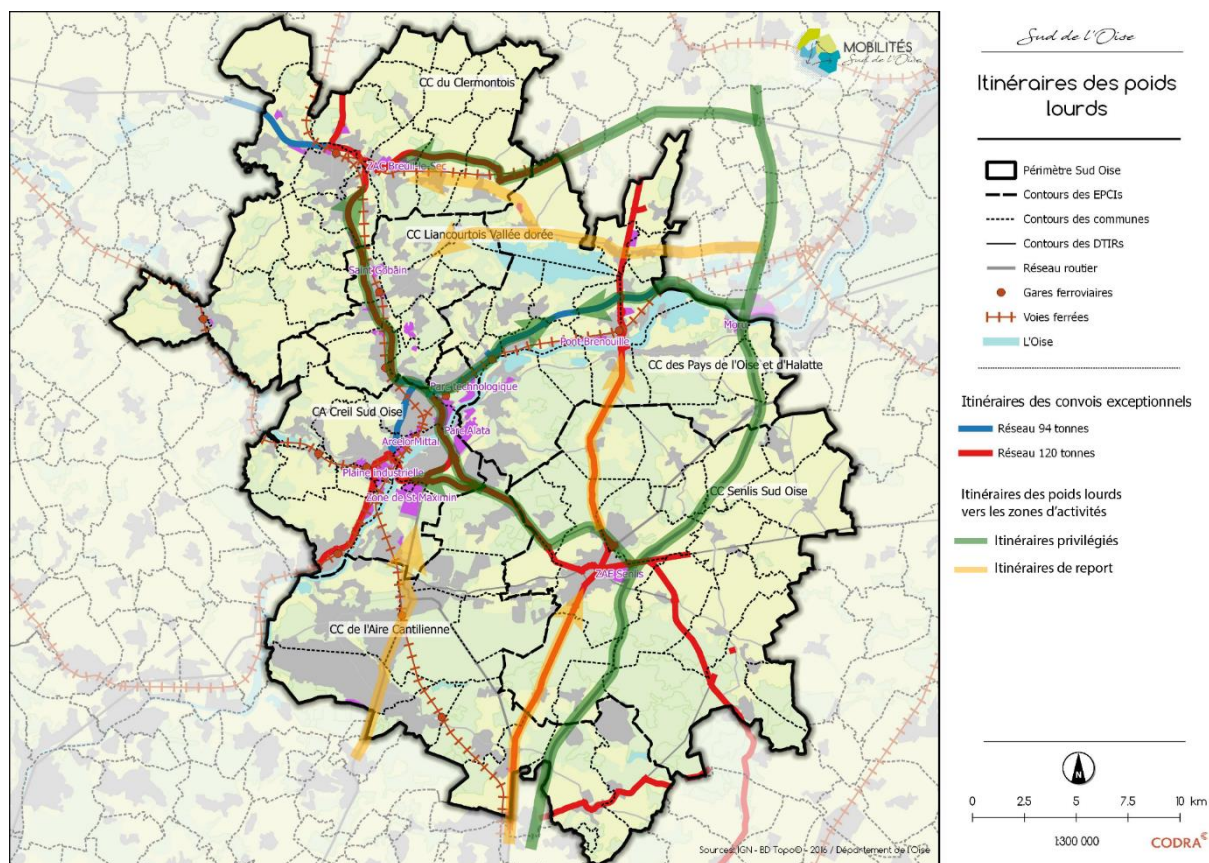 MOBILITÉS
Sud de l'Oise
CC du Clermontois
ZAC Breuil-le-Sec
CC Liancourtois Vallée dorée
Saint-Gobain
Pont-Brenouille
CC des Pays de l'Oise et d'Halatte
Parc technologique
CA Creil Sud Oise
Parc Alata
ArcelorMittal
Plaine industrielle
Zone de St Maximin
CC Senlis Sud Oise
ZAE Senlis
CC de l'Aire Cantilienne
Sources: IGN - BD Topo© - 2016 / Département de l'Oise
Sud de l'Oise
Itinéraires des poids
lourds
Périmètre Sud Oise
Contours des EPCIs
Contours des communes
Contours des DTIRs
Réseau routier
Gares ferroviaires
Voies ferrées
L'Oise
Itinéraires des convois exceptionnels
Réseau 94 tonnes
Réseau 120 tonnes
Itinéraires des poids lourds
vers les zones d'activités
Itinéraires privilégiés
Itinéraires de report
N
0 2.5 5 7.5 10 km
1:300 000
CODRA